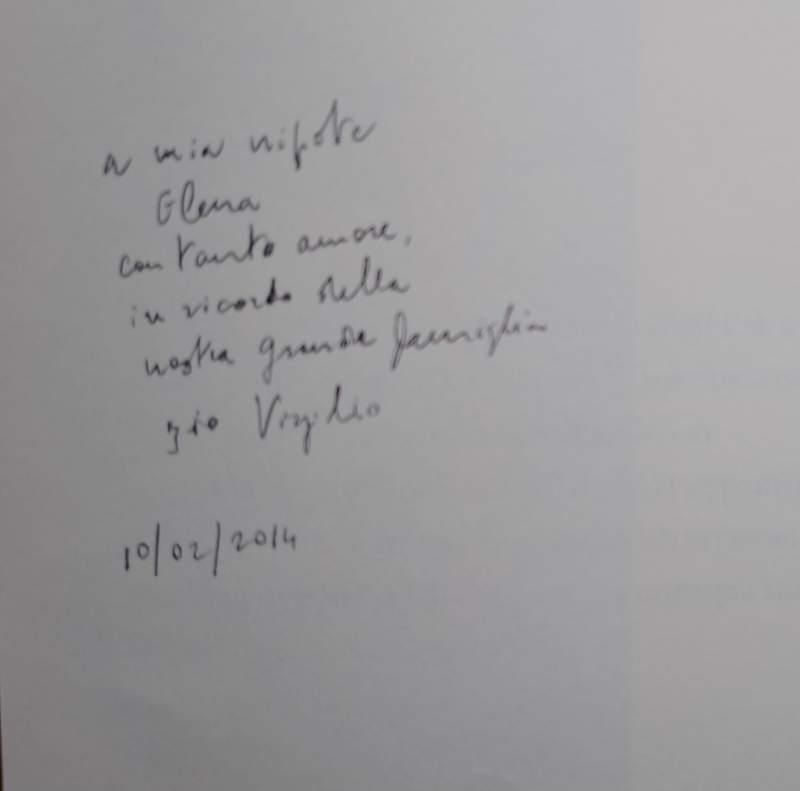 a mia nipote
Elena
con tanto amore,
in ricordo della
nostra grande famiglia
zio Virgilio
10/02/2014